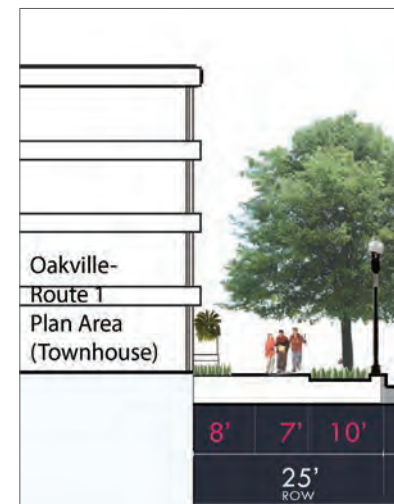 Oakville-
Route 1
Plan Area
(Townhouse)
8' 7' 10'
25'
ROW